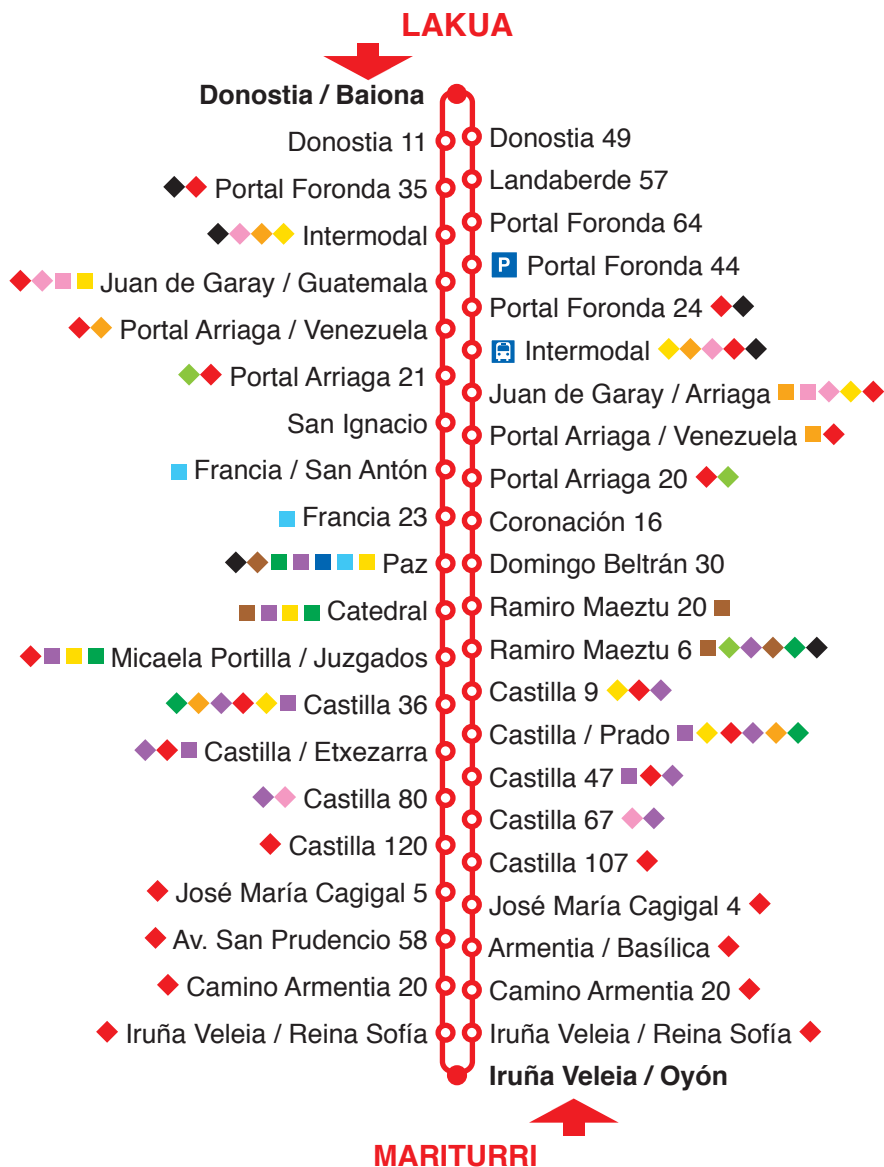 LAKUA
Donostia / Baiona
Donostia 11
Portal Foronda 35
Intermodal
Juan de Garay / Guatemala
Portal Arriaga / Venezuela
Portal Arriaga 21
San Ignacio
Francia / San Antón
Francia 23
Paz
Catedral
Micaela Portilla / Juzgados
Castilla 36
Castilla / Etxezarra
Castilla 80
Castilla 120
José María Cagigal 5
Av. San Prudencio 58
Camino Armentia 20
Iruña Veleia / Reina Sofía
Donostia 49
Landaberde 57
Portal Foronda 64
P Portal Foronda 44
Portal Foronda 24
Intermodal
Juan de Garay / Arriaga
Portal Arriaga / Venezuela
Portal Arriaga 20
Coronación 16
Domingo Beltrán 30
Ramiro Maeztu 20
Ramiro Maeztu 6
Castilla 9
Castilla / Prado
Castilla 47
Castilla 67
Castilla 107
José María Cagigal 4
Armentia / Basílica
Camino Armentia 20
Iruña Veleia / Reina Sofía
Iruña Veleia / Oyón
MARITURRI